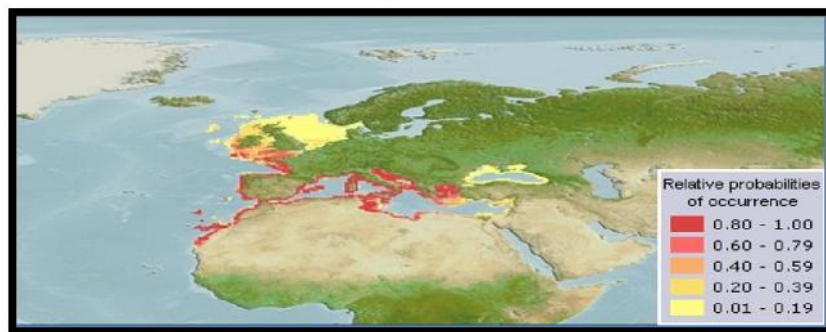 Relative probabilities
of occurrence
0.80 - 1.00
0.60 - 0.79
0.40 - 0.59
0.20 - 0.39
0.01 - 0.19